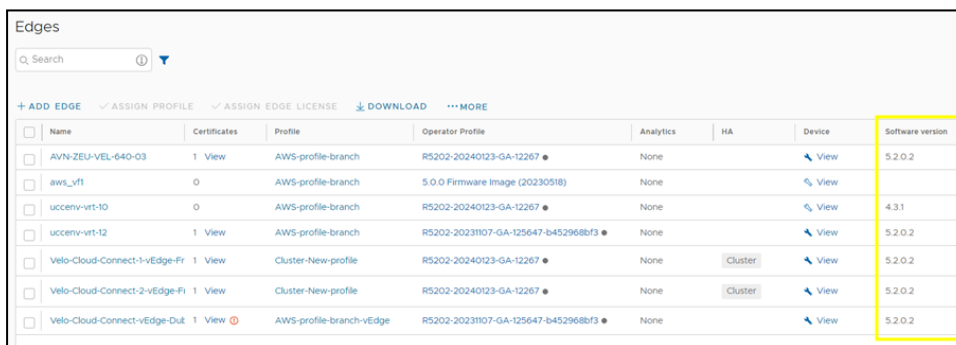 Edges
Search
+ ADD EDGE ASSIGN PROFILE ASSIGN EDGE LICENSE DOWNLOAD ··· MORE
Name Certificates Profile Operator Profile Analytics HA Device Software version
AVN-ZEU-VEL-640-03 1 View AWS-profile-branch R5202-20240123-GA-12267 None View 5.2.0.2
aws_vf1 0 AWS-profile-branch 5.0.0 Firmware Image (20230518) None View
uccenv-vrt-10 0 AWS-profile-branch R5202-20240123-GA-12267 None View 4.3.1
uccenv-vrt-12 1 View AWS-profile-branch R5202-20231107-GA-125647-b452968bf3 None View 5.2.0.2
Velo-Cloud-Connect-1-vEdge-Fr 1 View Cluster-New-profile R5202-20240123-GA-12267 None Cluster View 5.2.0.2
Velo-Cloud-Connect-2-vEdge-Fi 1 View Cluster-New-profile R5202-20240123-GA-12267 None Cluster View 5.2.0.2
Velo-Cloud-Connect-vEdge-Dub 1 View AWS-profile-branch-vEdge R5202-20231107-GA-125647-b452968bf3 None View 5.2.0.2